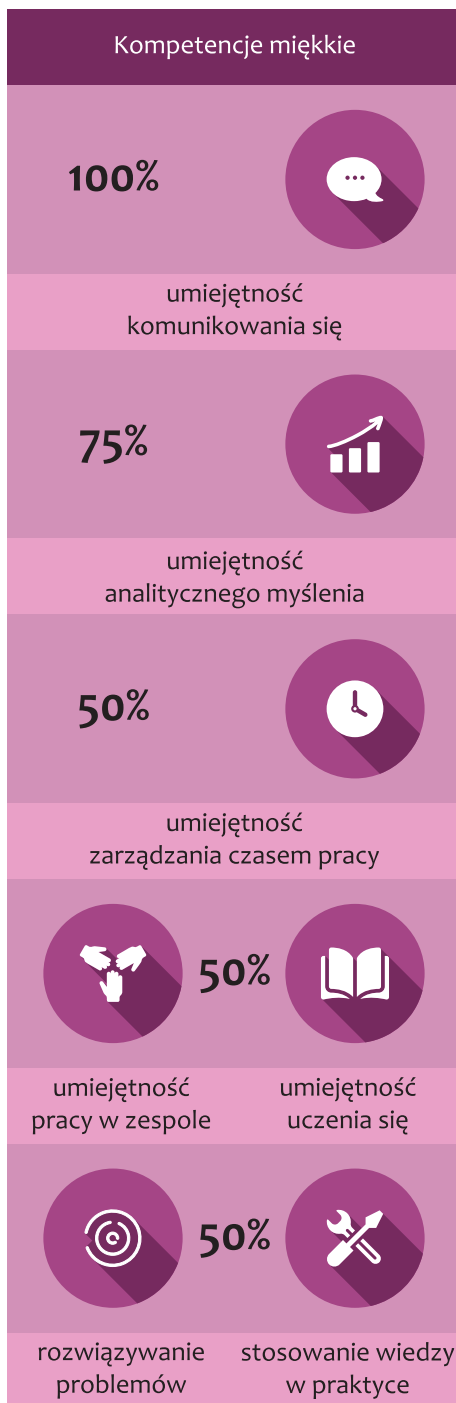 Kompetencje miękkie
100%
umiejętność
komunikowania się
75%
umiejętność
analitycznego myślenia
50%
umiejętność
zarządzania czasem pracy
50%
umiejętność
pracy w zespole
umiejętność
uczenia się
50%
rozwiązywanie
problemów
stosowanie wiedzy
w praktyce